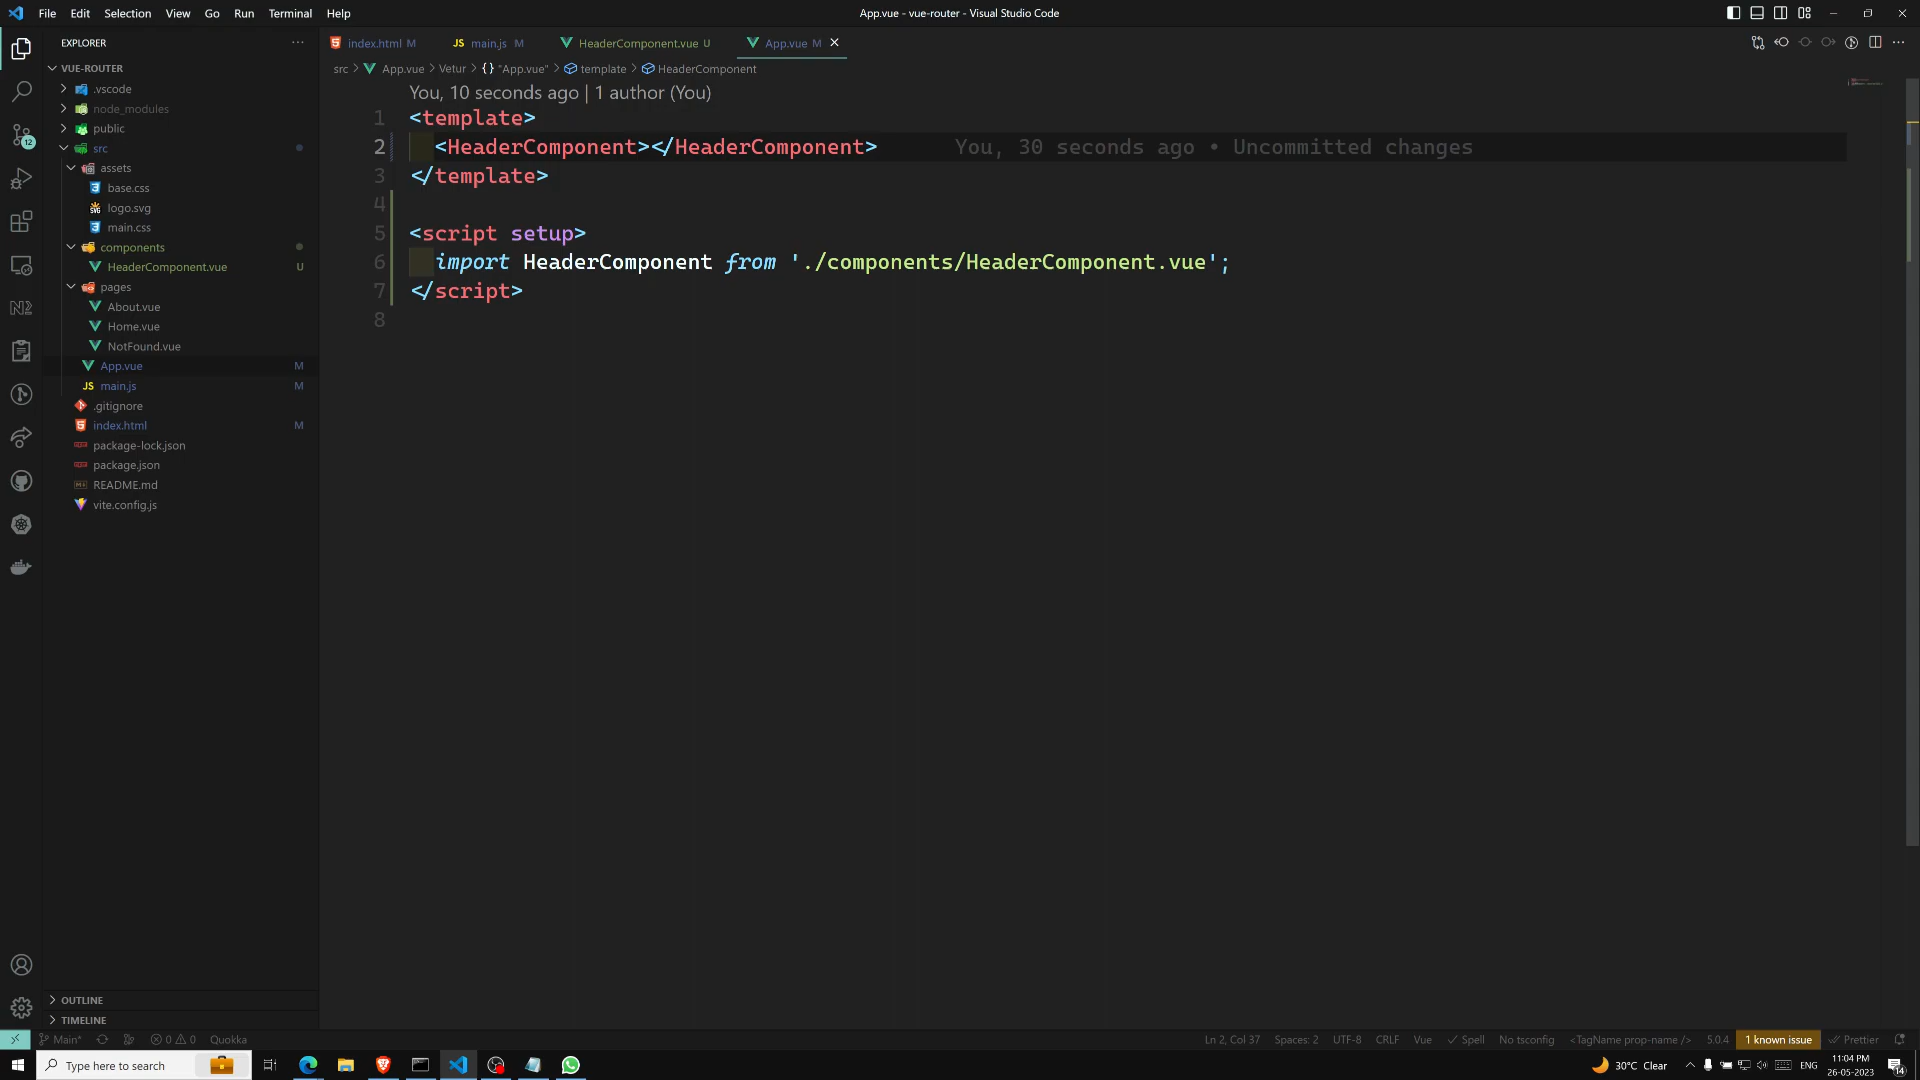 File Edit Selection View Go Run Terminal Help
App.vue - vue-router - Visual Studio Code
EXPLORER
index.html M
JS main.js M
HeaderComponent.vue U
App.vue M
VUE-ROUTER
src > App.vue > Vetur > {} "App.vue" > template > HeaderComponent
.vscode
node_modules
public
src
assets
base.css
logo.svg
main.css
components
HeaderComponent.vue U
pages
About.vue
Home.vue
NotFound.vue
App.vue M
JS main.js M
.gitignore
index.html M
package-lock.json
package.json
README.md
vite.config.js
You, 10 seconds ago | 1 author (You)
1 <template>
2 <HeaderComponent></HeaderComponent> You, 30 seconds ago • Uncommitted changes
3 </template>
4
5 <script setup>
6 import HeaderComponent from './components/HeaderComponent.vue';
7 </script>
8
12
OUTLINE
TIMELINE
Main* 0 0 Quokka
Ln 2, Col 37 Spaces: 2 UTF-8 CRLF Vue Spell No tsconfig <TagName prop-name /> 5.0.4 1 known issue Prettier
Type here to search
30°C Clear
ENG
11:04 PM
26-05-2023
14